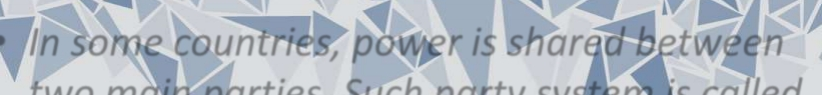 • In some countries, power is shared between
two main parties. Such party system is called